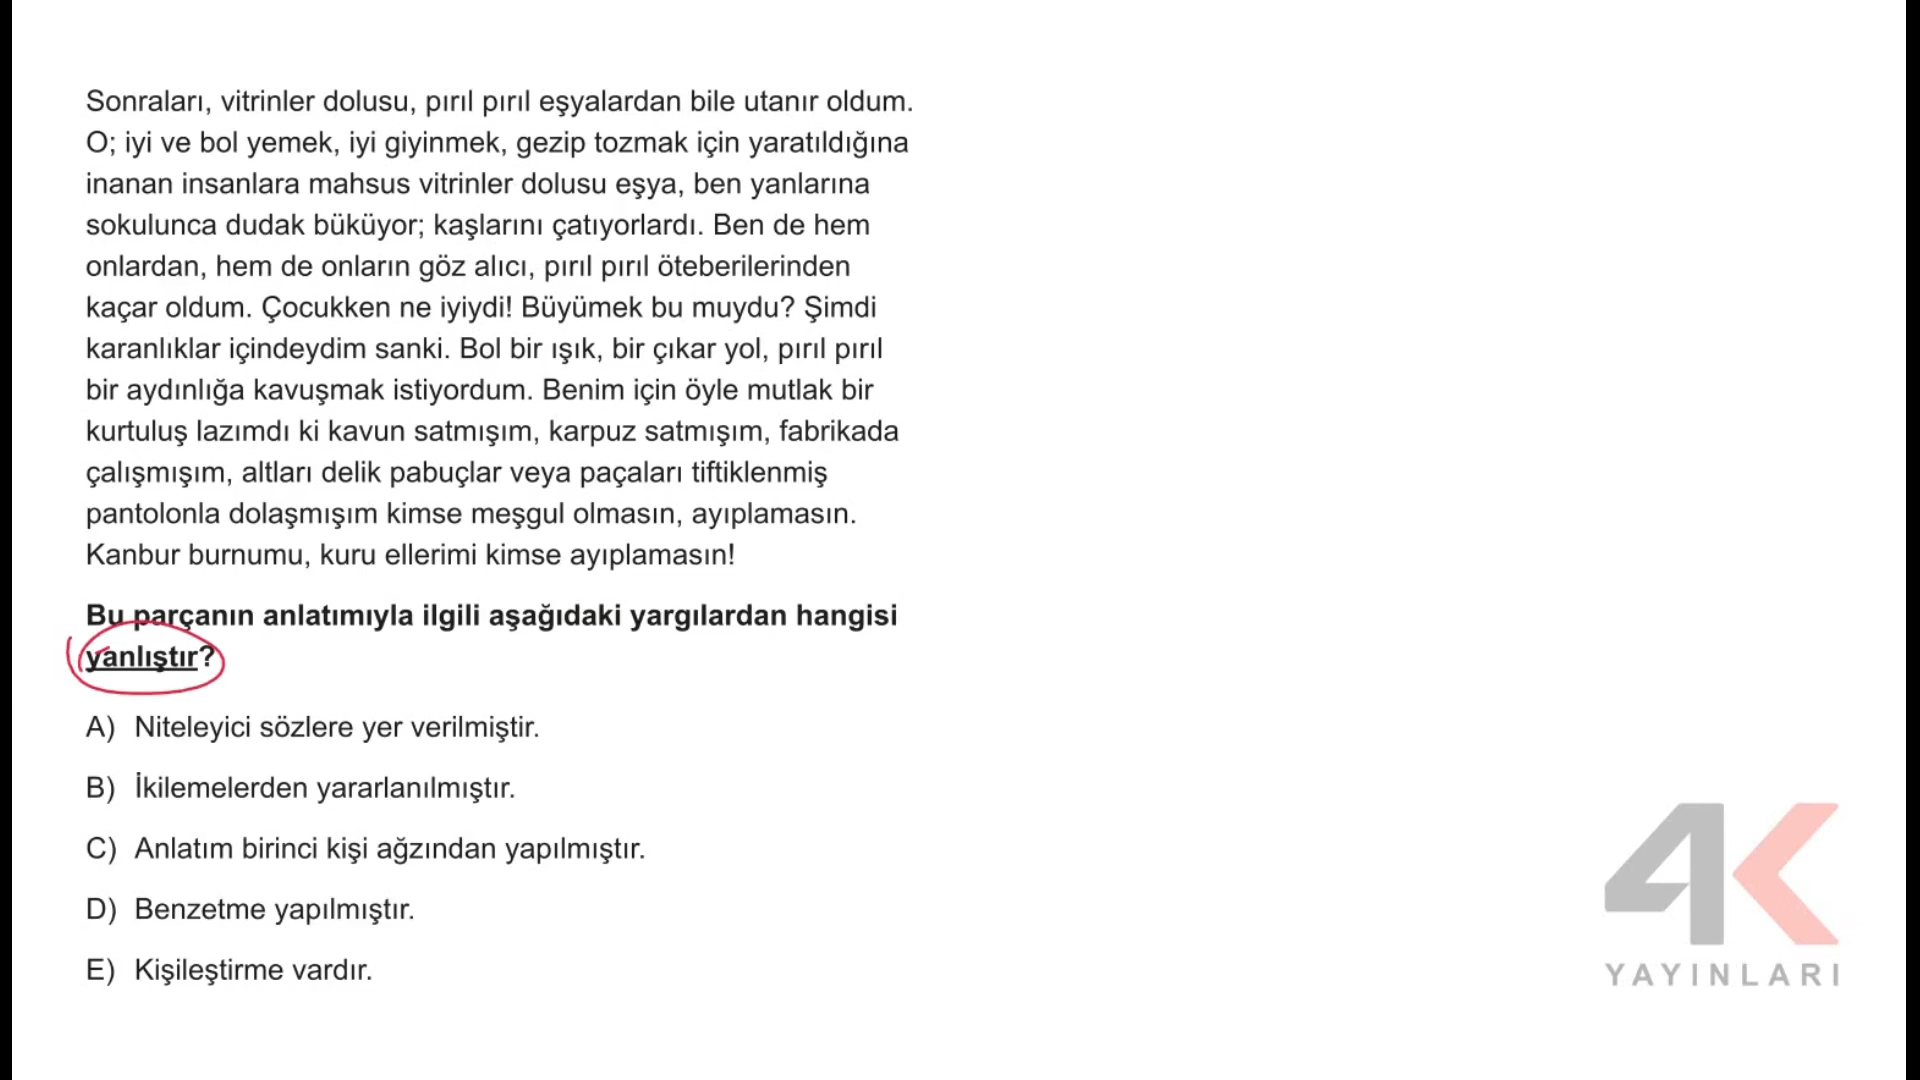 Sonraları, vitrinler dolusu, pırıl pırıl eşyalardan bile utanır oldum.
O; iyi ve bol yemek, iyi giyinmek, gezip tozmak için yaratıldığına
inanan insanlara mahsus vitrinler dolusu eşya, ben yanlarına
sokulunca dudak büküyor; kaşlarını çatıyorlardı. Ben de hem
onlardan, hem de onların göz alıcı, pırıl pırıl öteberilerinden
kaçar oldum. Çocukken ne iyiydi! Büyümek bu muydu? Şimdi
karanlıklar içindeydim sanki. Bol bir ışık, bir çıkar yol, pırıl pırıl
bir aydınlığa kavuşmak istiyordum. Benim için öyle mutlak bir
kurtuluş lazımdı ki kavun satmışım, karpuz satmışım, fabrikada
çalışmışım, altları delik pabuçlar veya paçaları tiftiklenmiş
pantolonla dolaşmışım kimse meşgul olmasın, ayıplamasın.
Kanbur burnumu, kuru ellerimi kimse ayıplamasın!
Bu parçanın anlatımıyla ilgili aşağıdaki yargılardan hangisi
yanlıştır?
A) Niteleyici sözlere yer verilmiştir.
B) İkilemelerden yararlanılmıştır.
C) Anlatım birinci kişi ağzından yapılmıştır.
D) Benzetme yapılmıştır.
E) Kişileştirme vardır.
4K
YAYINLARI